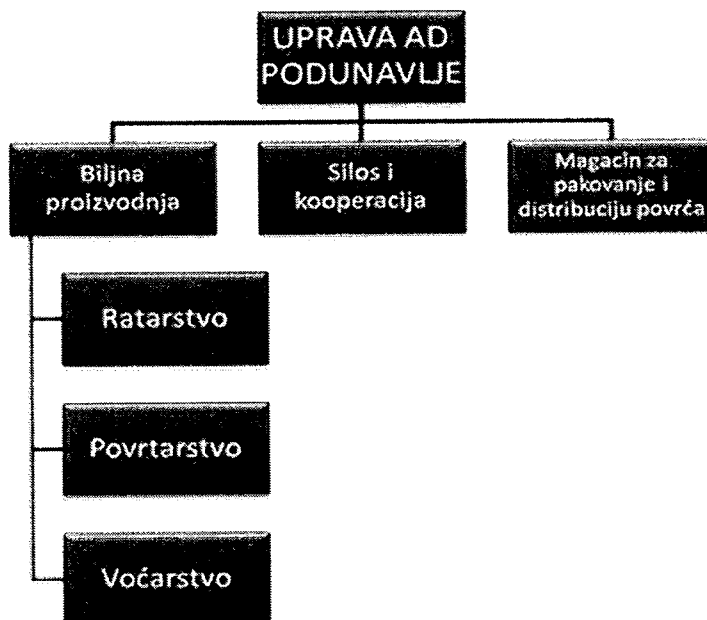 UPRAVA AD
PODUNAVLJE
Biljna
proizvodnja
Silos i
kooperacija
Magacin za
pakovanje i
distribuciju povrća
Ratarstvo
Povrtarstvo
Voćarstvo